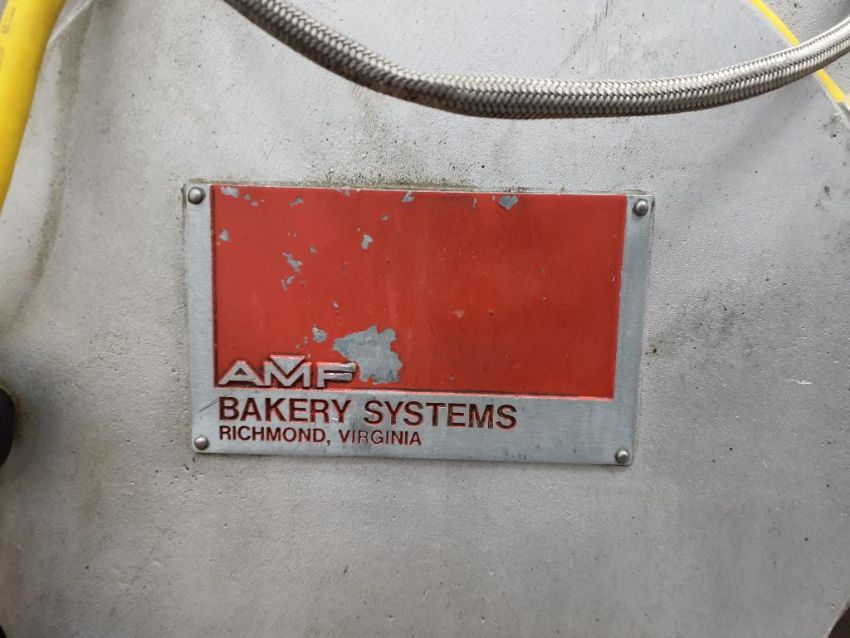 AMF
BAKERY SYSTEMS
RICHMOND, VIRGINIA